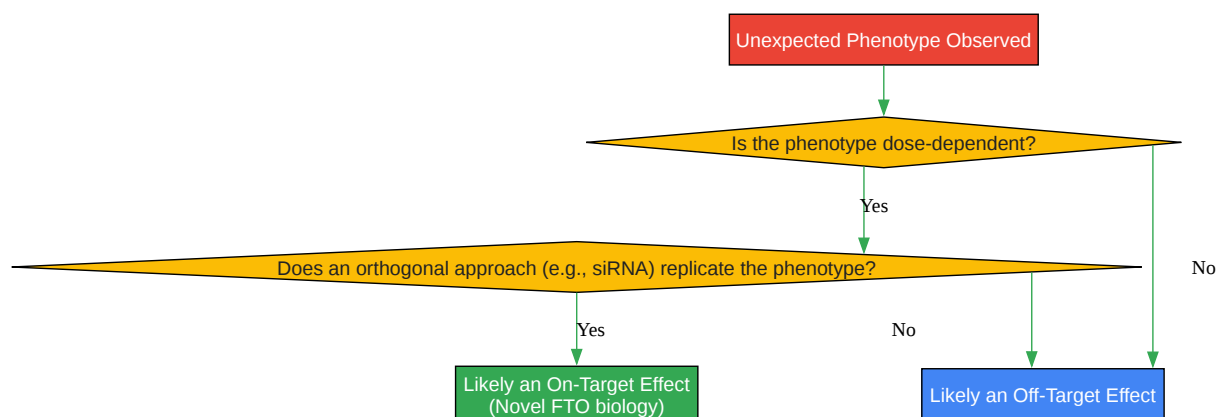 Unexpected Phenotype Observed
Is the phenotype dose-dependent?
Yes
Does an orthogonal approach (e.g., siRNA) replicate the phenotype?
No
Yes
No
Likely an On-Target Effect
(Novel FTO biology)
Likely an Off-Target Effect